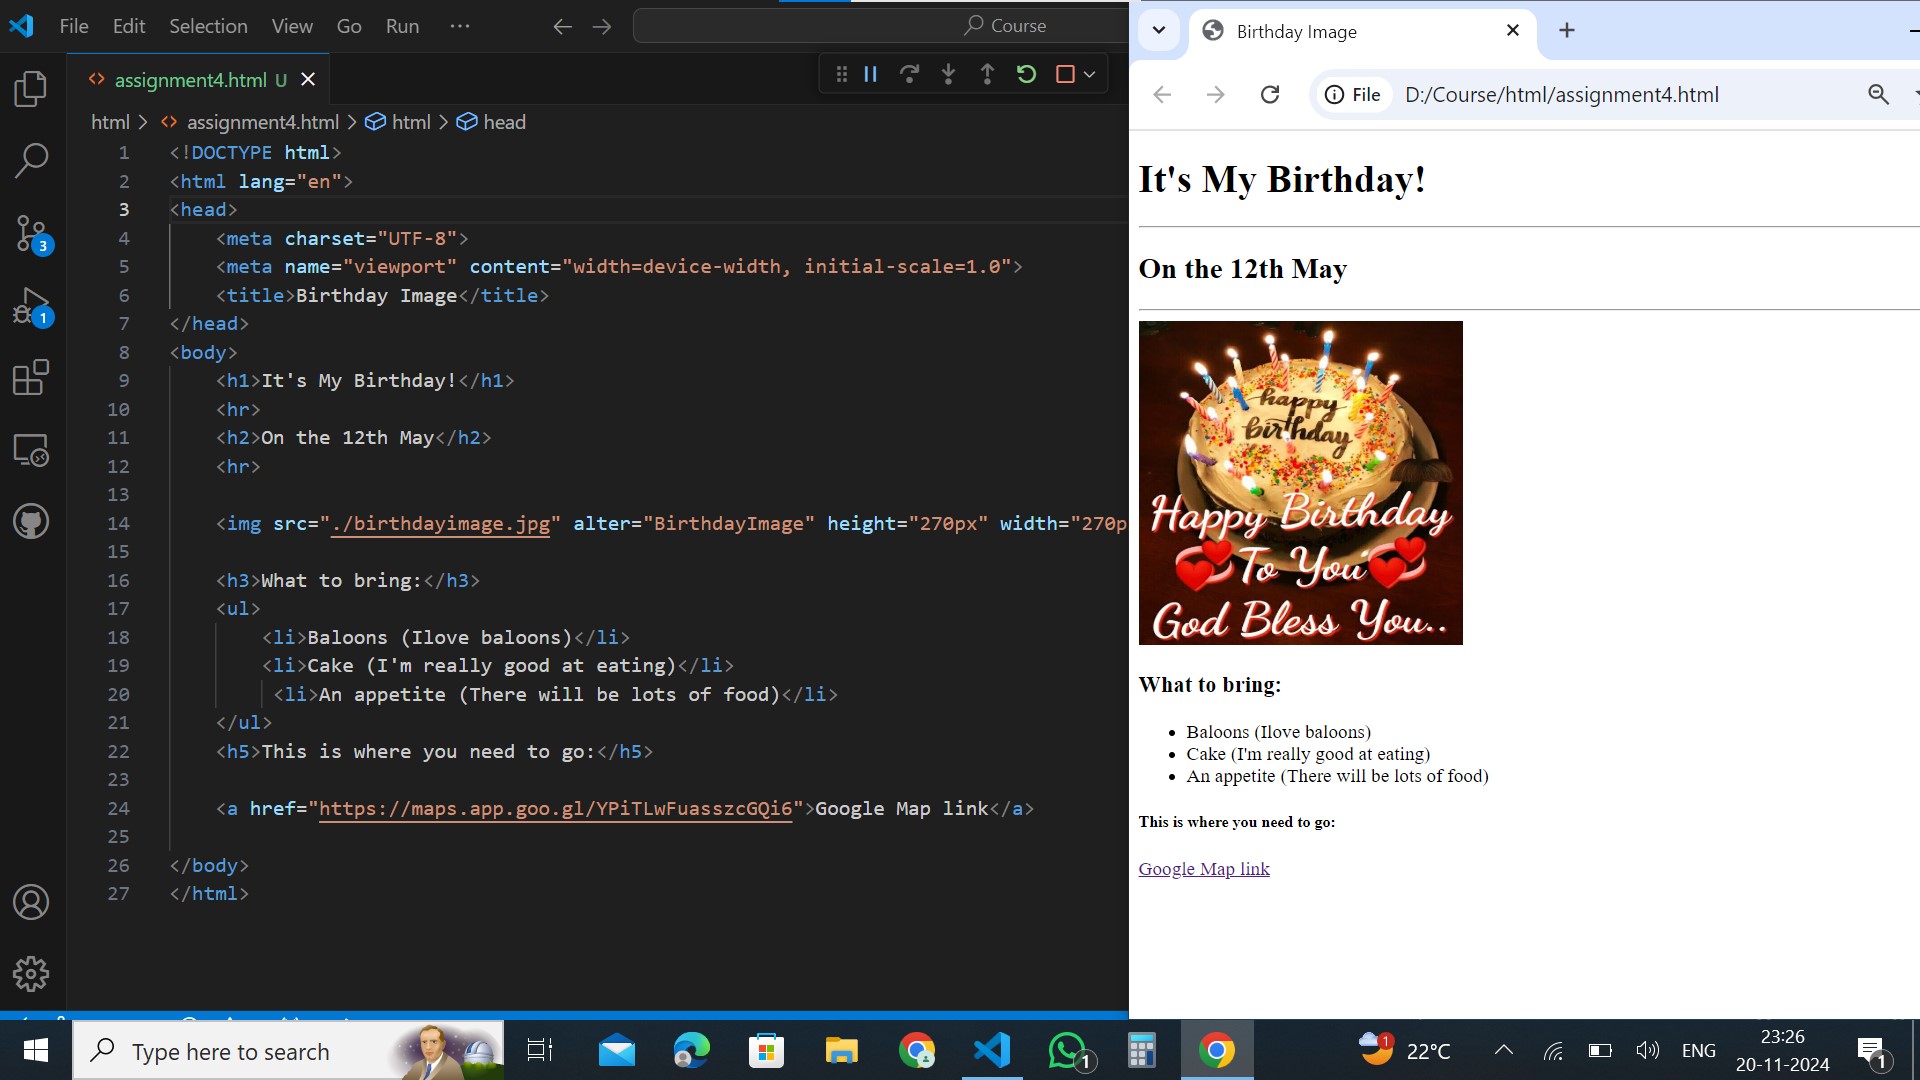 File Edit Selection View Go Run ··· Course
assignment4.html U
html > assignment4.html > html > head
1 <!DOCTYPE html>
2 <html lang="en">
3 <head>
4 <meta charset="UTF-8">
5 <meta name="viewport" content="width=device-width, initial-scale=1.0">
6 <title>Birthday Image</title>
7 </head>
8 <body>
9 <h1>It's My Birthday!</h1>
10 <hr>
11 <h2>On the 12th May</h2>
12 <hr>
13
14 <img src="./birthdayimage.jpg" alter="BirthdayImage" height="270px" width="270p
15
16 <h3>What to bring:</h3>
17 <ul>
18 <li>Baloons (Ilove baloons)</li>
19 <li>Cake (I'm really good at eating)</li>
20 <li>An appetite (There will be lots of food)</li>
21 </ul>
22 <h5>This is where you need to go:</h5>
23
24 <a href="https://maps.app.goo.gl/YPiTLwFuasszcGQi6">Google Map link</a>
25
26 </body>
27 </html>
3
1
Birthday Image
File D:/Course/html/assignment4.html
It's My Birthday!
On the 12th May
happy
birthday
Happy Birthday
To You
God Bless You..
What to bring:
• Baloons (Ilove baloons)
• Cake (I'm really good at eating)
• An appetite (There will be lots of food)
This is where you need to go:
Google Map link
Type here to search
1
1
22°C
ENG
23:26
20-11-2024
1